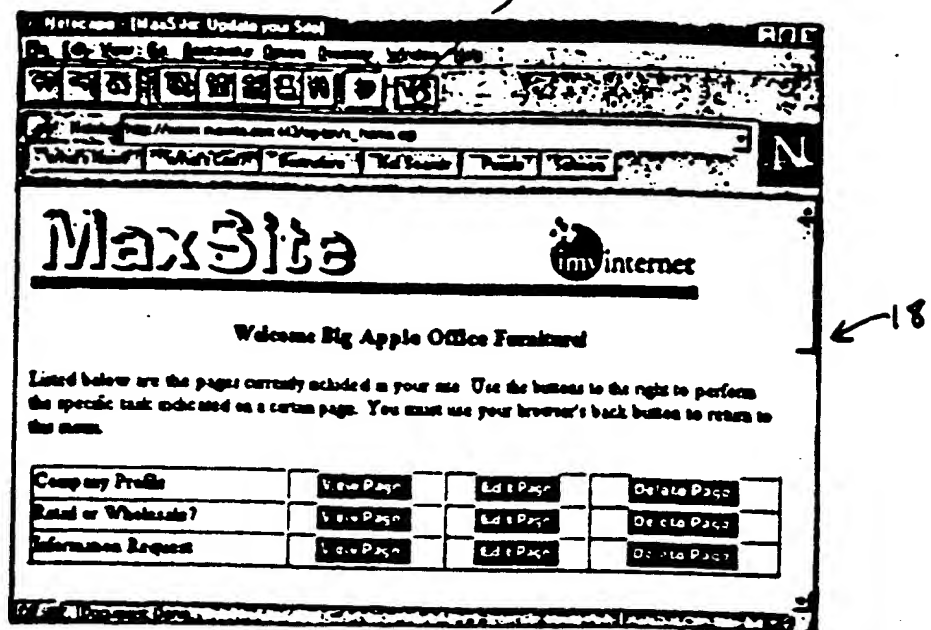 Netscape - [MaxSite: Update your Site]
Window
N
MaxSite
imv internet
18
Welcome Big Apple Office Furniture!
Listed below are the pages currently included in your site. Use the buttons to the right to perform
the specific task indicated on a certain page. You must use your browser's back button to return to
this menu.
Company Profile View Page Edit Page Delete Page
Retail or Wholesale? View Page Edit Page Delete Page
Information Request View Page Edit Page Delete Page
Document Done